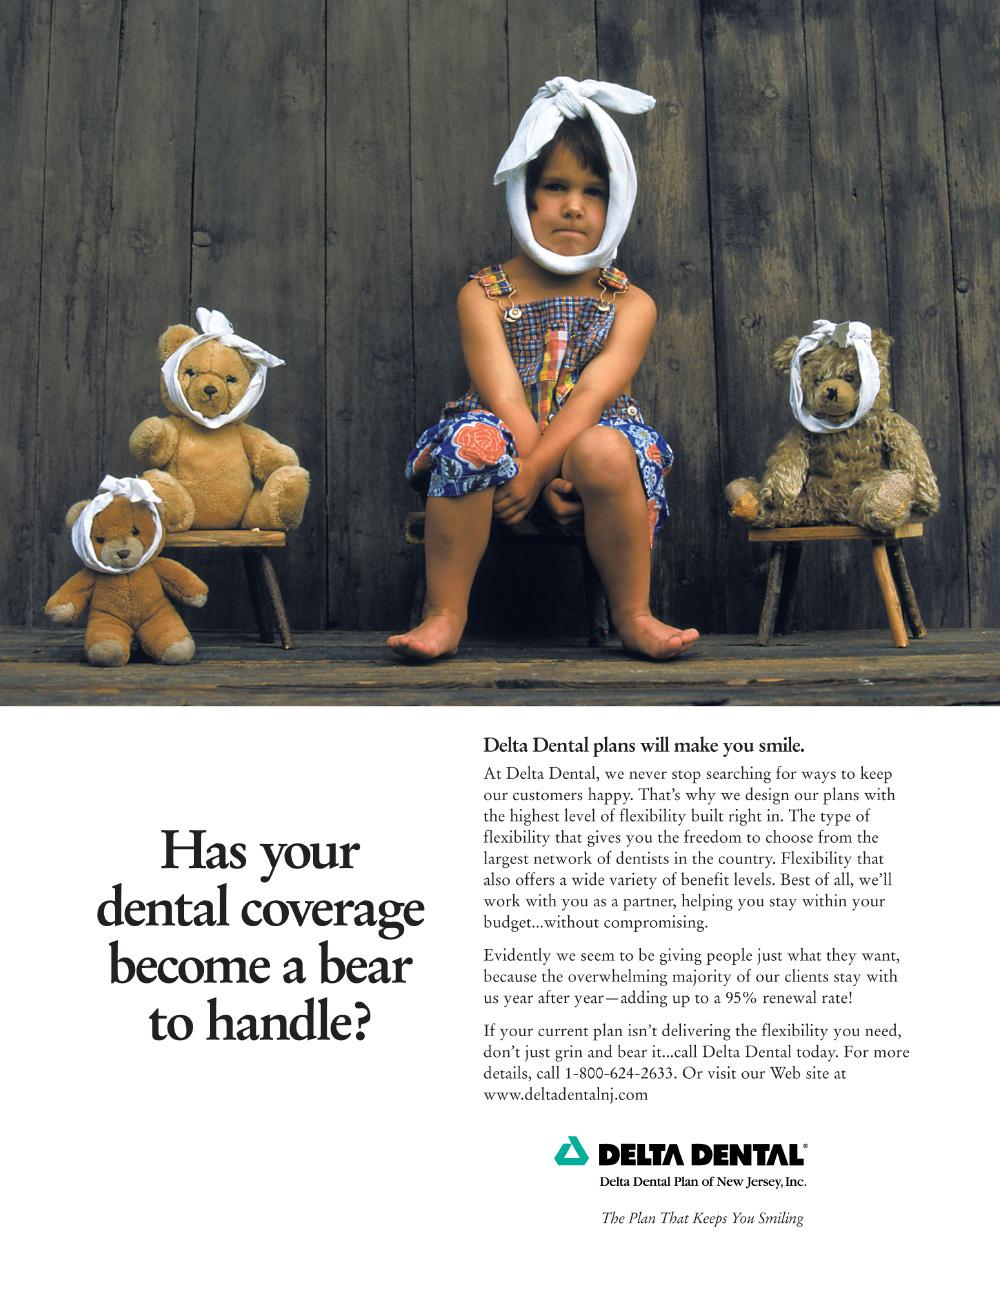 Has your
dental coverage
become a bear
to handle?
Delta Dental plans will make you smile.
At Delta Dental, we never stop searching for ways to keep
our customers happy. That's why we design our plans with
the highest level of flexibility built right in. The type of
flexibility that gives you the freedom to choose from the
largest network of dentists in the country. Flexibility that
also offers a wide variety of benefit levels. Best of all, we'll
work with you as a partner, helping you stay within your
budget...without compromising.
Evidently we seem to be giving people just what they want,
because the overwhelming majority of our clients stay with
us year after year—adding up to a 95% renewal rate!
If your current plan isn't delivering the flexibility you need,
don't just grin and bear it...call Delta Dental today. For more
details, call 1-800-624-2633. Or visit our Web site at
www.deltadentalnj.com
DELTA DENTAL®
Delta Dental Plan of New Jersey, Inc.
The Plan That Keeps You Smiling